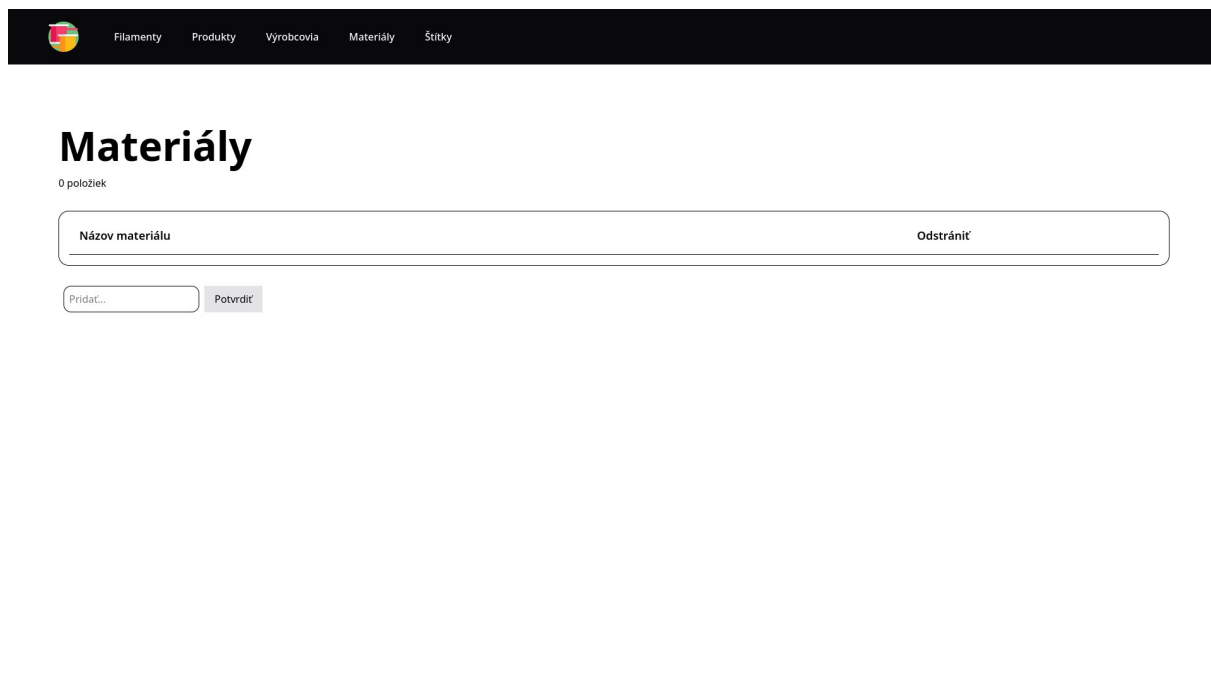 Filamenty Produkty Výrobcovia Materiály Štítky
Materiály
0 položiek
Názov materiálu Odstrániť
Pridať... Potvrdiť